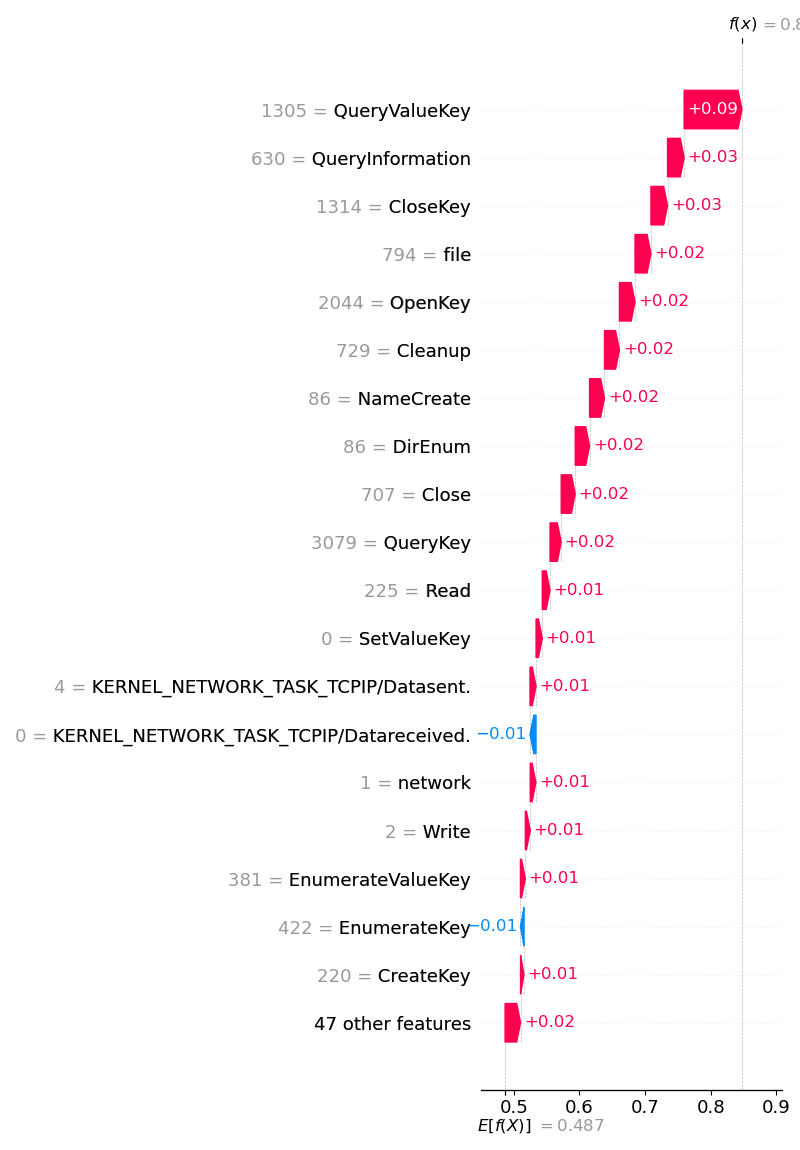 f(x) = 0.8
1305 = QueryValueKey +0.09
630 = QueryInformation +0.03
1314 = CloseKey +0.03
794 = file +0.02
2044 = OpenKey +0.02
729 = Cleanup +0.02
86 = NameCreate +0.02
86 = DirEnum +0.02
707 = Close +0.02
3079 = QueryKey +0.02
225 = Read +0.01
0 = SetValueKey +0.01
4 = KERNEL_NETWORK_TASK_TCPIP/Datasent. +0.01
0 = KERNEL_NETWORK_TASK_TCPIP/Datareceived. −0.01
1 = network +0.01
2 = Write +0.01
381 = EnumerateValueKey +0.01
422 = EnumerateKey −0.01
220 = CreateKey +0.01
47 other features +0.02
0.5 0.6 0.7 0.8 0.9
E[f(X)] = 0.487